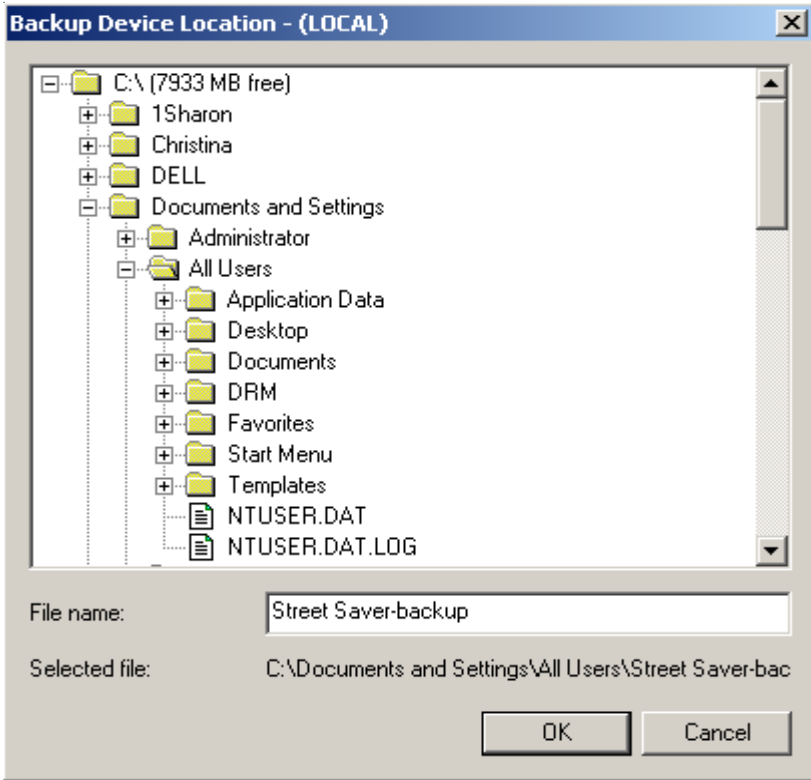 Backup Device Location - (LOCAL)
C:\ (7933 MB free)
1Sharon
Christina
DELL
Documents and Settings
Administrator
All Users
Application Data
Desktop
Documents
DRM
Favorites
Start Menu
Templates
NTUSER.DAT
NTUSER.DAT.LOG
File name: Street Saver-backup
Selected file: C:\Documents and Settings\All Users\Street Saver-bac
OK Cancel